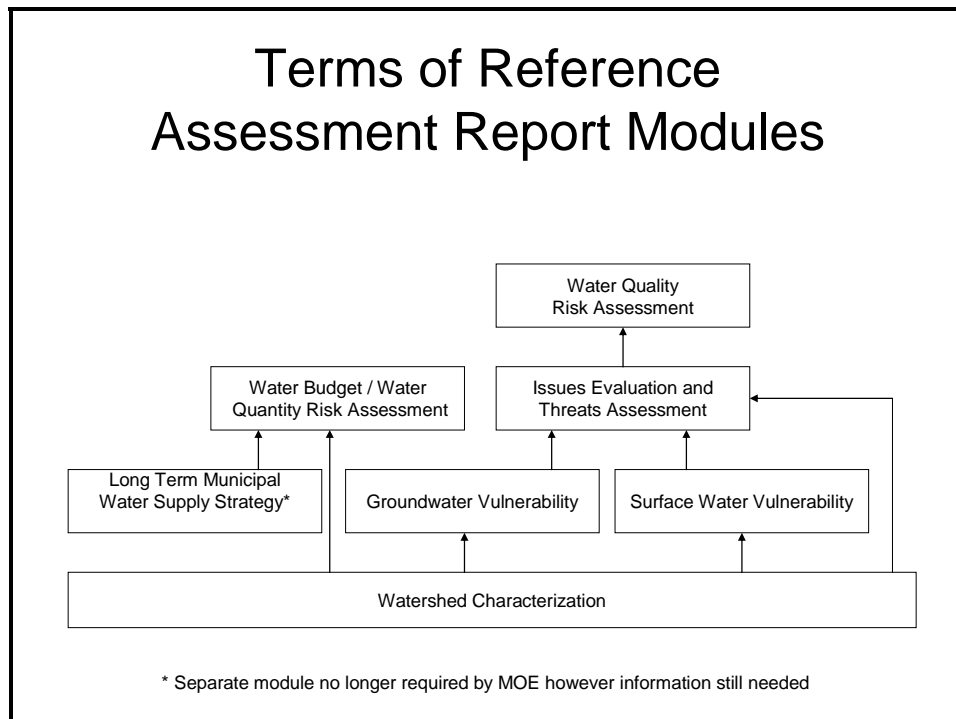 Terms of Reference
Assessment Report Modules
Water Quality
Risk Assessment
Water Budget / Water
Quantity Risk Assessment
Issues Evaluation and
Threats Assessment
Long Term Municipal
Water Supply Strategy*
Groundwater Vulnerability
Surface Water Vulnerability
Watershed Characterization
* Separate module no longer required by MOE however information still needed